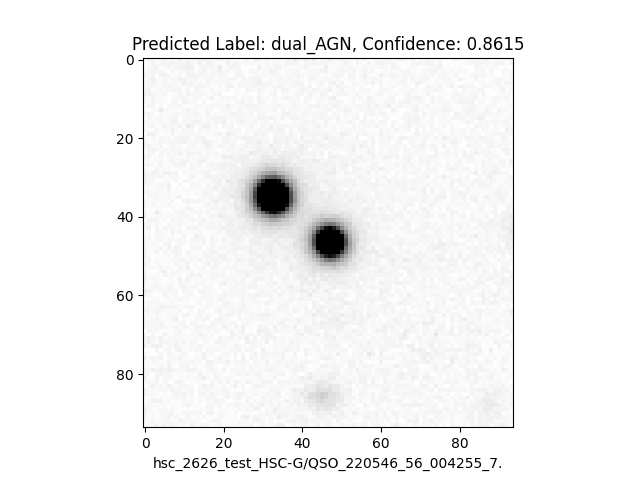 Predicted Label: dual_AGN, Confidence: 0.8615
0
20
40
60
80
0 20 40 60 80
hsc_2626_test_HSC-G/QSO_220546_56_004255_7.